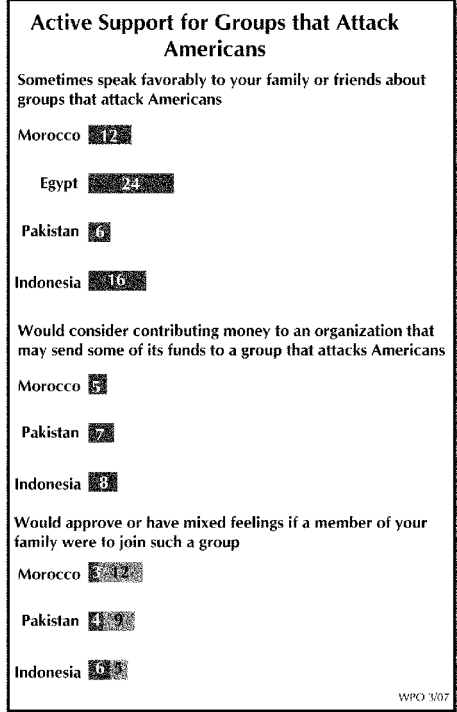 Active Support for Groups that Attack
Americans
Sometimes speak favorably to your family or friends about
groups that attack Americans
Morocco 12
Egypt 24
Pakistan 6
Indonesia 16
Would consider contributing money to an organization that
may send some of its funds to a group that attacks Americans
Morocco 5
Pakistan 7
Indonesia 8
Would approve or have mixed feelings if a member of your
family were to join such a group
Morocco 3 12
Pakistan 4 9
Indonesia 6 5
WPO 3/07